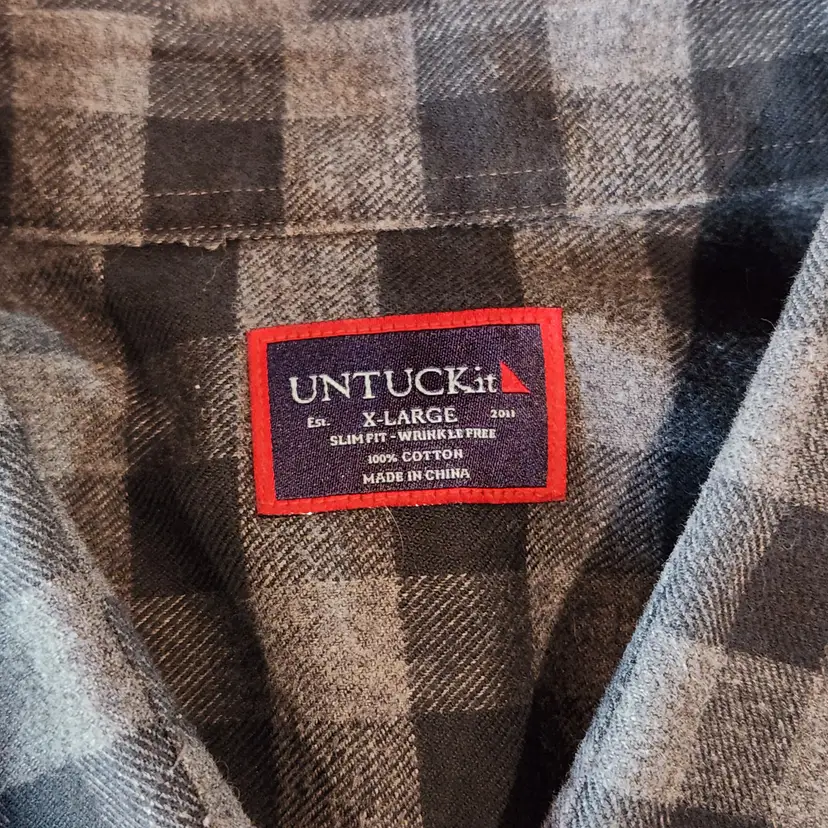 UNTUCKit
Est. X-LARGE 2011
SLIM FIT - WRINKLE FREE
100% COTTON
MADE IN CHINA